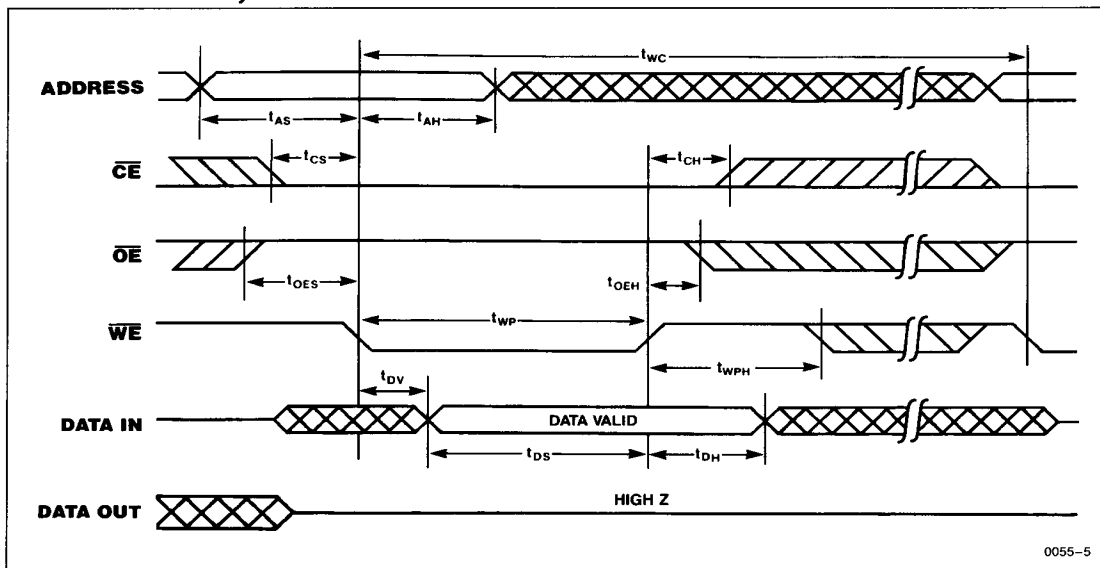 tWC
ADDRESS
tAS
tAH
tCS
tCH
CE
OE
tOES
tOEH
tWP
WE
tWPH
tDV
DATA IN
DATA VALID
tDS
tDH
HIGH Z
DATA OUT
0055–5